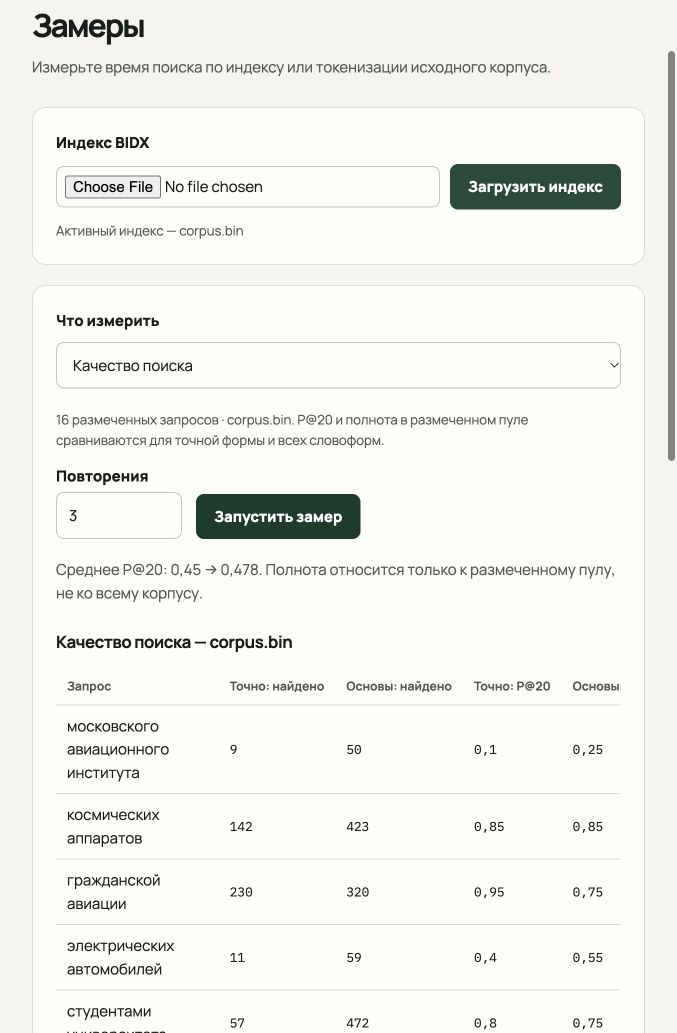 Замеры
Измерьте время поиска по индексу или токенизации исходного корпуса.
Индекс BIDX
Choose File No file chosen
Загрузить индекс
Активный индекс — corpus.bin
Что измерить
Качество поиска
16 размеченных запросов · corpus.bin. P@20 и полнота в размеченном пуле
сравниваются для точной формы и всех словоформ.
Повторения
3
Запустить замер
Среднее P@20: 0,45 → 0,478. Полнота относится только к размеченному пулу,
не ко всему корпусу.
Качество поиска — corpus.bin
Запрос Точно: найдено Основы: найдено Точно: P@20 Основы:
московского
авиационного
института
9 50 0,1 0,25
космических
аппаратов
142 423 0,85 0,85
гражданской
авиации
230 320 0,95 0,75
электрических
автомобилей
11 59 0,4 0,55
студентами
57 472 0,8 0,75